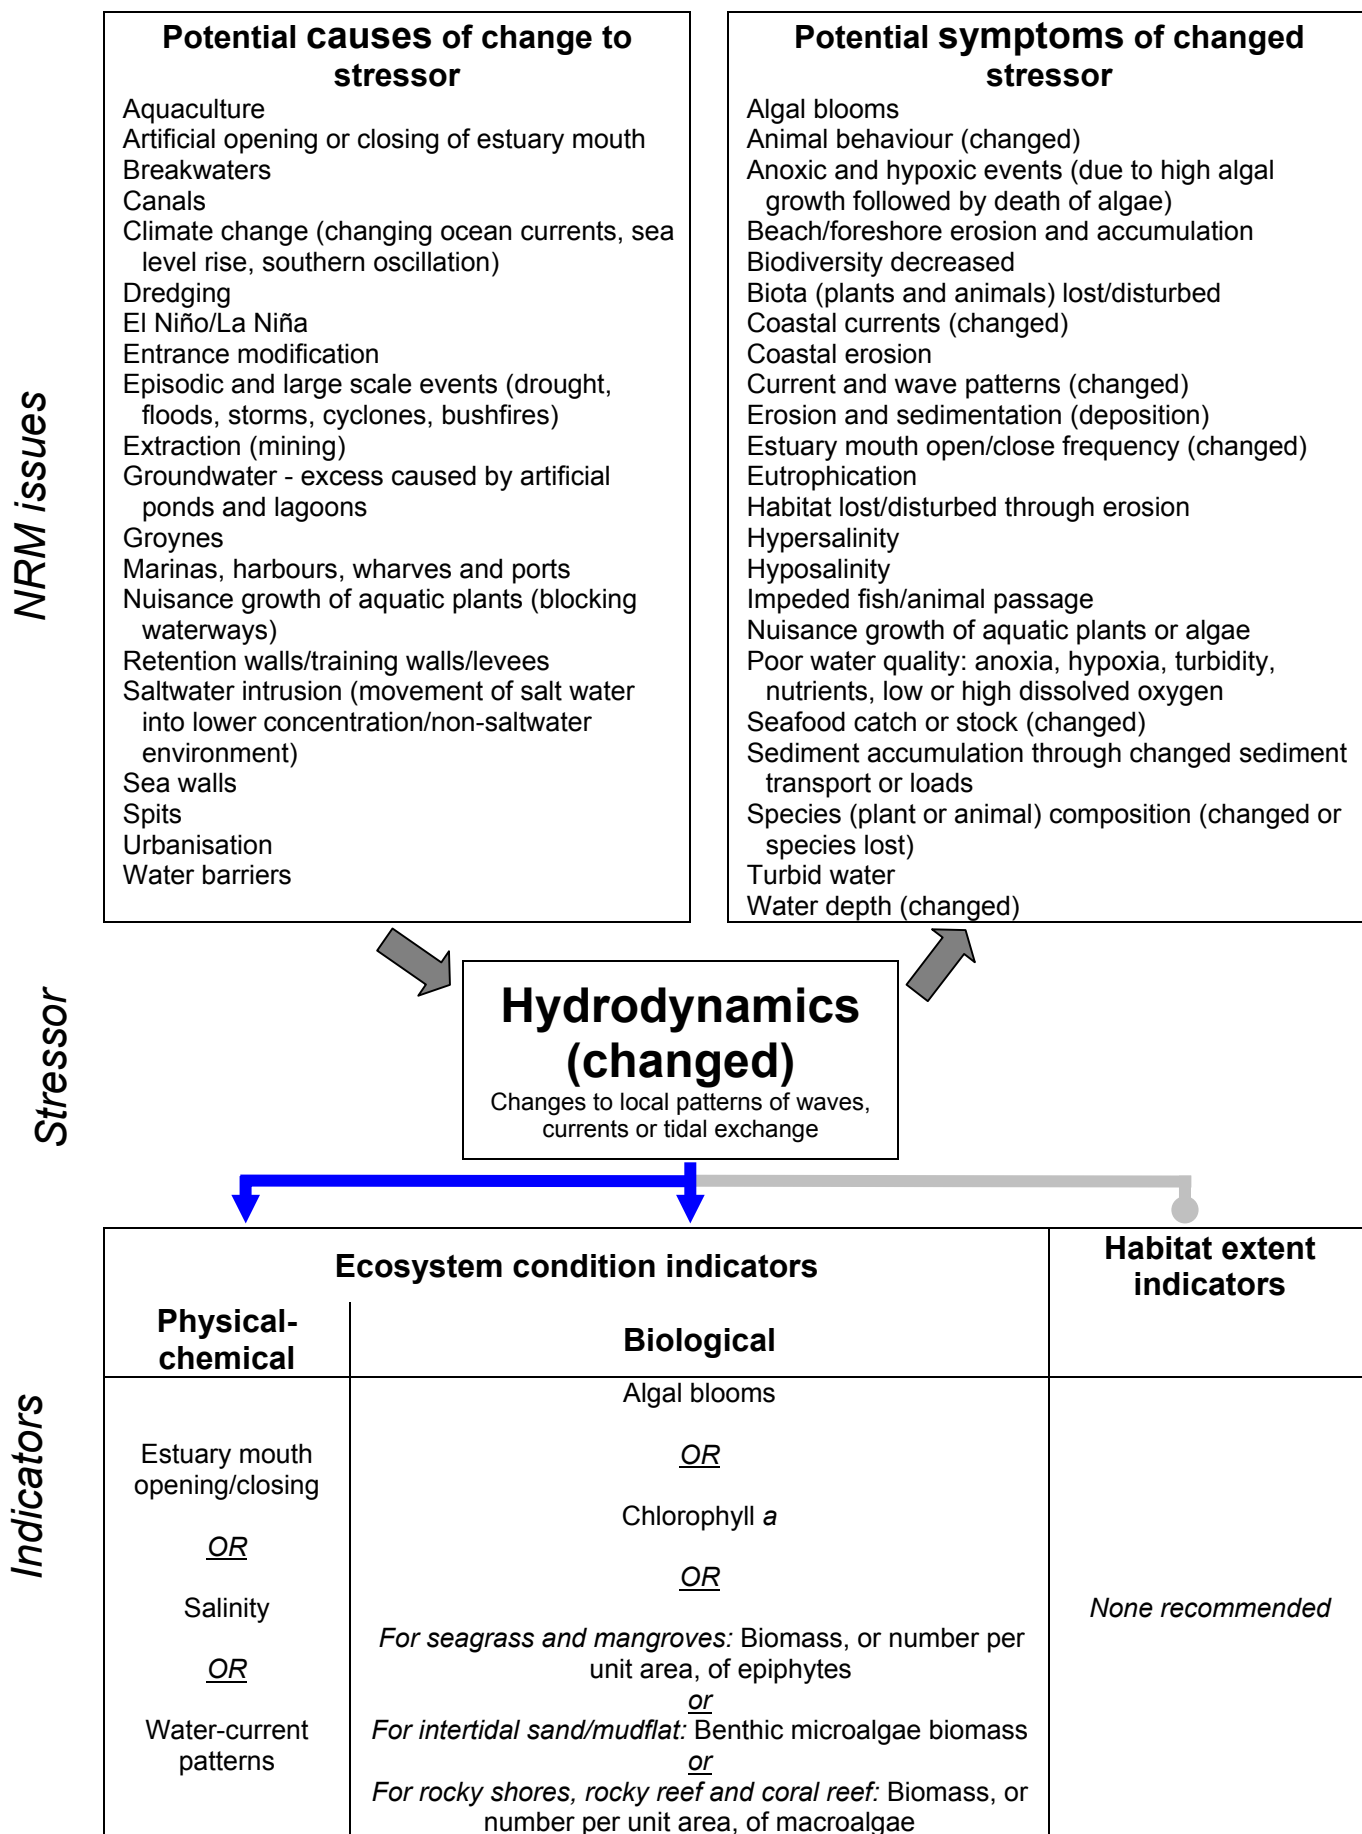 NRM issues
Potential causes of change to
stressor
Aquaculture
Artificial opening or closing of estuary mouth
Breakwaters
Canals
Climate change (changing ocean currents, sea
level rise, southern oscillation)
Dredging
El Niño/La Niña
Entrance modification
Episodic and large scale events (drought,
floods, storms, cyclones, bushfires)
Extraction (mining)
Groundwater - excess caused by artificial
ponds and lagoons
Groynes
Marinas, harbours, wharves and ports
Nuisance growth of aquatic plants (blocking
waterways)
Retention walls/training walls/levees
Saltwater intrusion (movement of salt water
into lower concentration/non-saltwater
environment)
Sea walls
Spits
Urbanisation
Water barriers
Potential symptoms of changed
stressor
Algal blooms
Animal behaviour (changed)
Anoxic and hypoxic events (due to high algal
growth followed by death of algae)
Beach/foreshore erosion and accumulation
Biodiversity decreased
Biota (plants and animals) lost/disturbed
Coastal currents (changed)
Coastal erosion
Current and wave patterns (changed)
Erosion and sedimentation (deposition)
Estuary mouth open/close frequency (changed)
Eutrophication
Habitat lost/disturbed through erosion
Hypersalinity
Hyposalinity
Impeded fish/animal passage
Nuisance growth of aquatic plants or algae
Poor water quality: anoxia, hypoxia, turbidity,
nutrients, low or high dissolved oxygen
Seafood catch or stock (changed)
Sediment accumulation through changed sediment
transport or loads
Species (plant or animal) composition (changed or
species lost)
Turbid water
Water depth (changed)
Stressor
Hydrodynamics
(changed)
Changes to local patterns of waves,
currents or tidal exchange
Indicators
Ecosystem condition indicators
Habitat extent
indicators
Physical-
chemical
Biological
Estuary mouth
opening/closing
OR
Salinity
OR
Water-current
patterns
Algal blooms
OR
Chlorophyll a
OR
For seagrass and mangroves: Biomass, or number per
unit area, of epiphytes
or
For intertidal sand/mudflat: Benthic microalgae biomass
or
For rocky shores, rocky reef and coral reef: Biomass, or
number per unit area, of macroalgae
None recommended